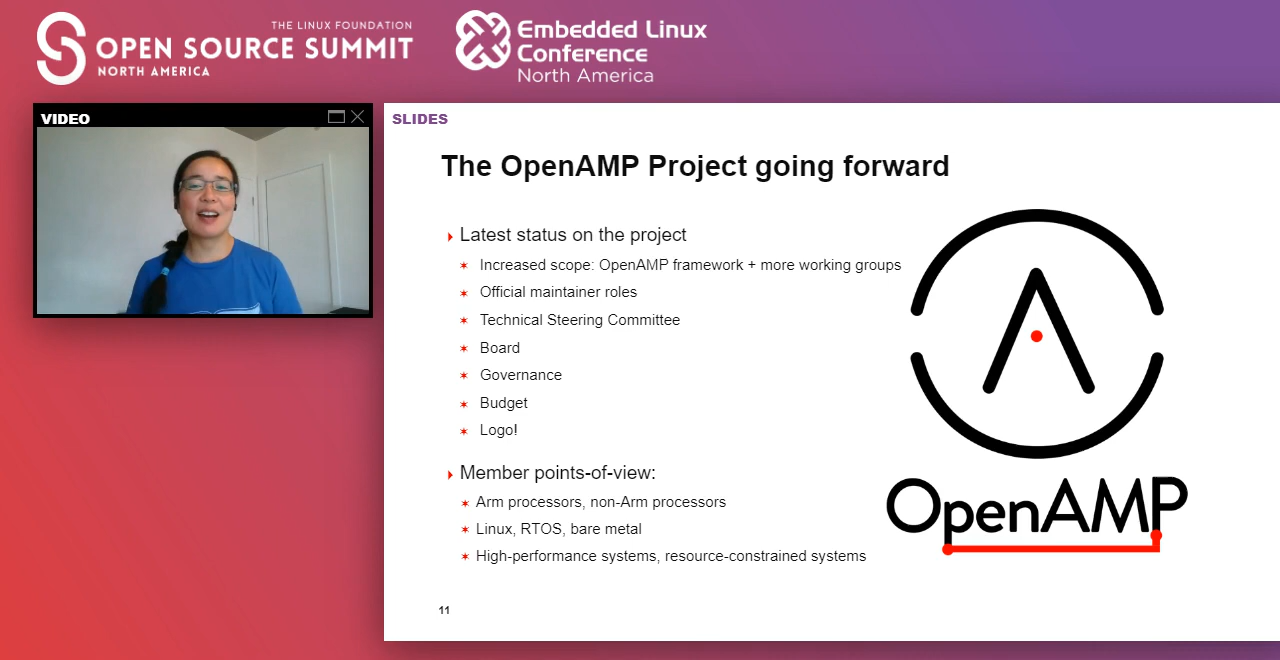 THE LINUX FOUNDATION
OPEN SOURCE SUMMIT
NORTH AMERICA
Embedded Linux
Conference
North America
VIDEO
SLIDES
The OpenAMP Project going forward
Latest status on the project
Increased scope: OpenAMP framework + more working groups
Official maintainer roles
Technical Steering Committee
Board
Governance
Budget
Logo!
Member points-of-view:
Arm processors, non-Arm processors
Linux, RTOS, bare metal
High-performance systems, resource-constrained systems
OpenAMP
11